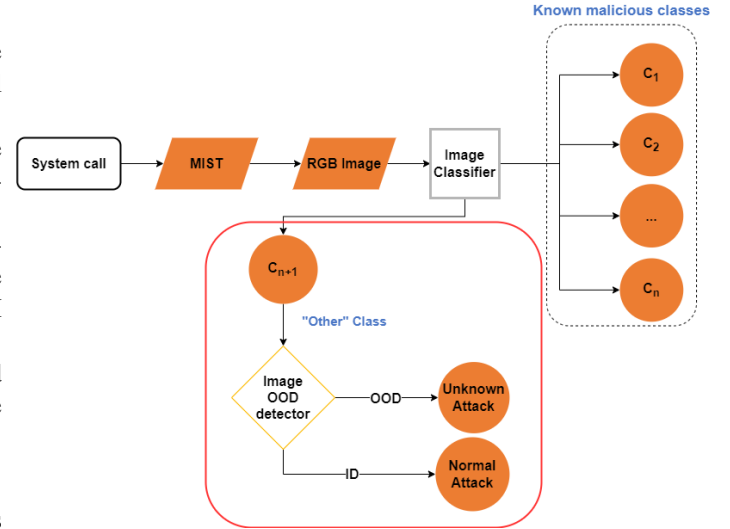 Known malicious classes
C1
System call
MIST
RGB Image
Image
Classifier
C2
...
Cn
Cn+1
"Other" Class
Image
OOD
detector
OOD
Unknown
Attack
ID
Normal
Attack